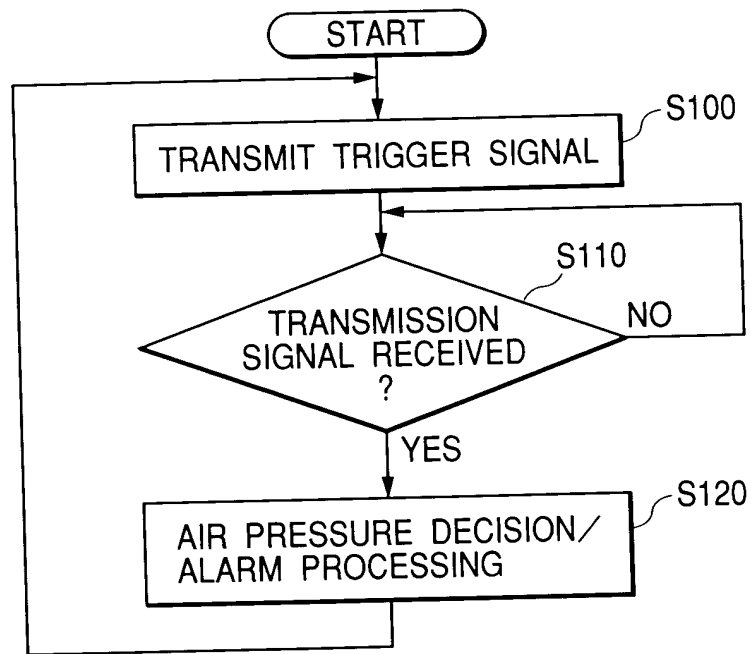 START
TRANSMIT TRIGGER SIGNAL
S100
S110
TRANSMISSION
SIGNAL RECEIVED
?
NO
YES
S120
AIR PRESSURE DECISION/
ALARM PROCESSING